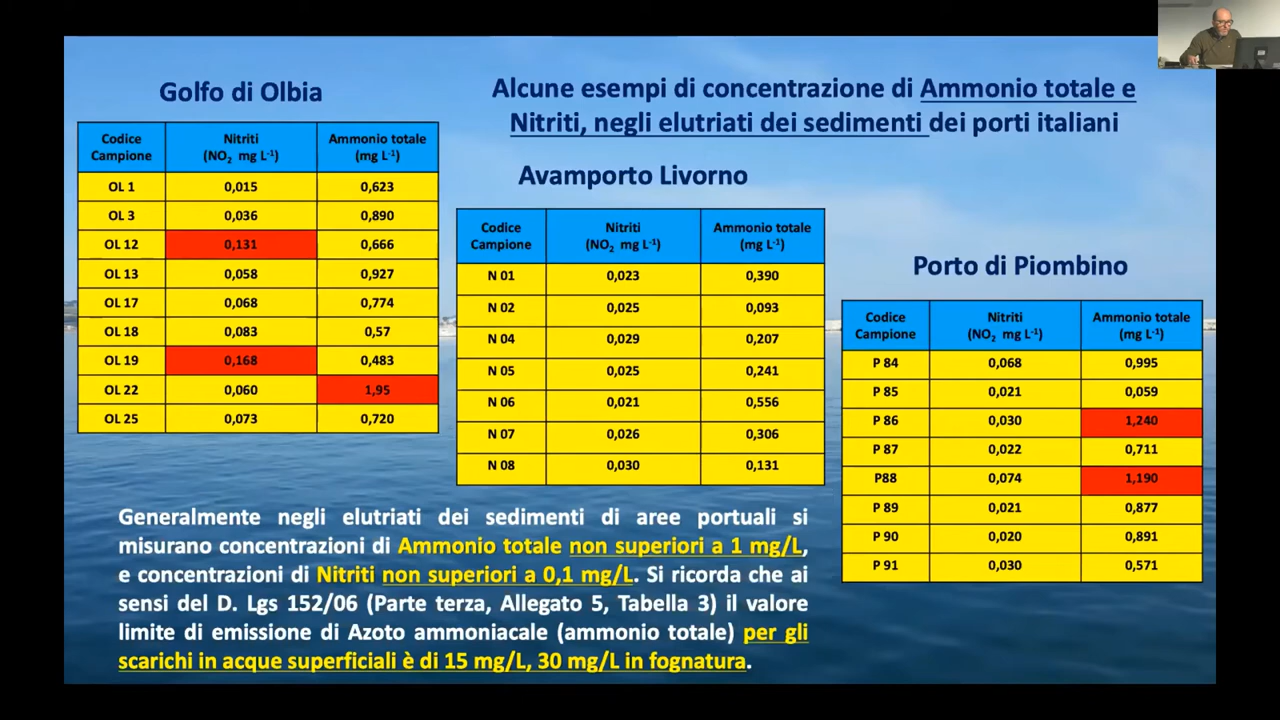 Golfo di Olbia
Codice Campione | Nitriti (NO2 mg L-1) | Ammonio totale (mg L-1)
OL 1 | 0,015 | 0,623
OL 3 | 0,036 | 0,890
OL 12 | 0,131 | 0,666
OL 13 | 0,058 | 0,927
OL 17 | 0,068 | 0,774
OL 18 | 0,083 | 0,57
OL 19 | 0,168 | 0,483
OL 22 | 0,060 | 1,95
OL 25 | 0,073 | 0,720
Alcune esempi di concentrazione di Ammonio totale e
Nitriti, negli elutriati dei sedimenti dei porti italiani
Avamporto Livorno
Codice Campione | Nitriti (NO2 mg L-1) | Ammonio totale (mg L-1)
N 01 | 0,023 | 0,390
N 02 | 0,025 | 0,093
N 04 | 0,029 | 0,207
N 05 | 0,025 | 0,241
N 06 | 0,021 | 0,556
N 07 | 0,026 | 0,306
N 08 | 0,030 | 0,131
Porto di Piombino
Codice Campione | Nitriti (NO2 mg L-1) | Ammonio totale (mg L-1)
P 84 | 0,068 | 0,995
P 85 | 0,021 | 0,059
P 86 | 0,030 | 1,240
P 87 | 0,022 | 0,711
P88 | 0,074 | 1,190
P 89 | 0,021 | 0,877
P 90 | 0,020 | 0,891
P 91 | 0,030 | 0,571
Generalmente negli elutriati dei sedimenti di aree portuali si
misurano concentrazioni di Ammonio totale non superiori a 1 mg/L,
e concentrazioni di Nitriti non superiori a 0,1 mg/L. Si ricorda che ai
sensi del D. Lgs 152/06 (Parte terza, Allegato 5, Tabella 3) il valore
limite di emissione di Azoto ammoniacale (ammonio totale) per gli
scarichi in acque superficiali è di 15 mg/L, 30 mg/L in fognatura.